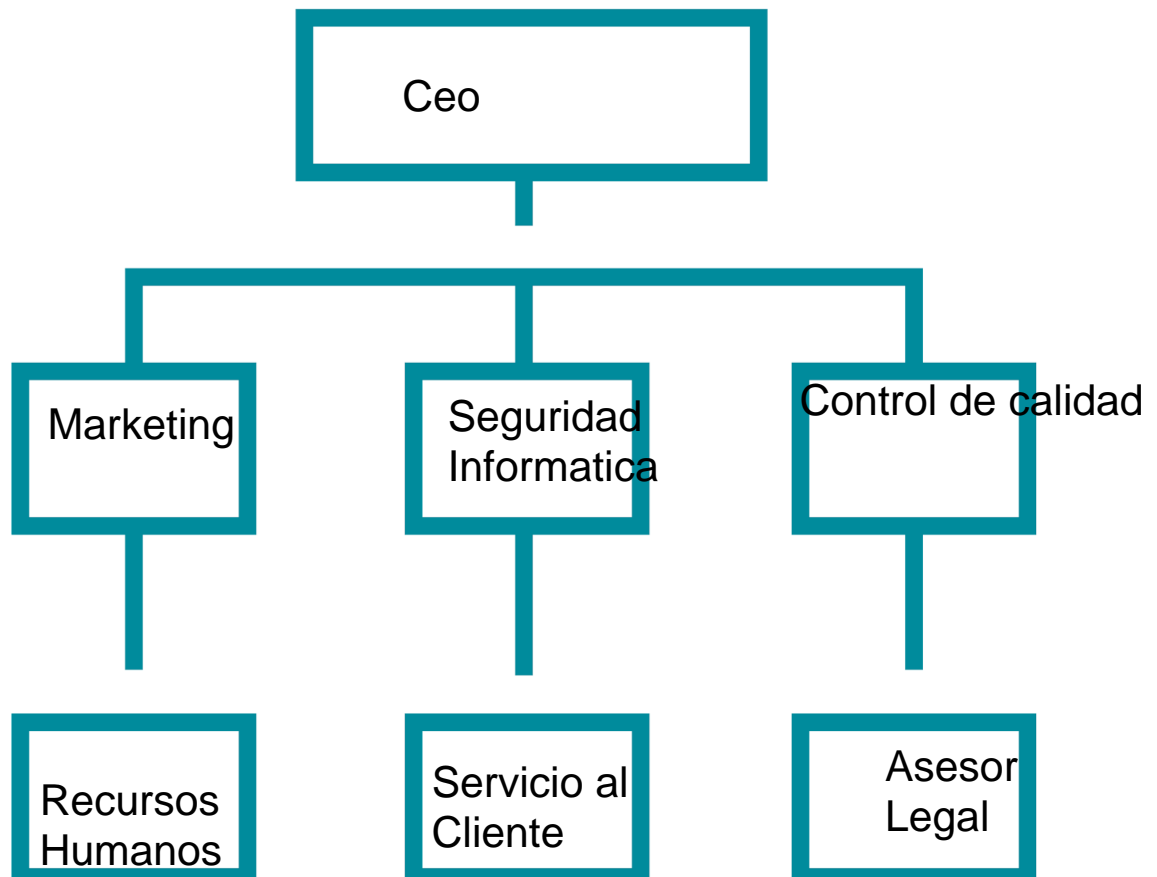 Ceo
Marketing
Seguridad
Informatica
Control de calidad
Recursos
Humanos
Servicio al
Cliente
Asesor
Legal